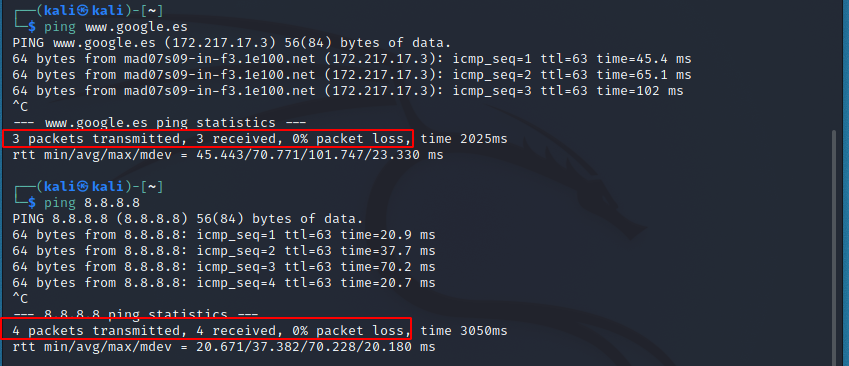 ┌──(kali㉿kali)-[~]
└─$ ping www.google.es
PING www.google.es (172.217.17.3) 56(84) bytes of data.
64 bytes from mad07s09-in-f3.1e100.net (172.217.17.3): icmp_seq=1 ttl=63 time=45.4 ms
64 bytes from mad07s09-in-f3.1e100.net (172.217.17.3): icmp_seq=2 ttl=63 time=65.1 ms
64 bytes from mad07s09-in-f3.1e100.net (172.217.17.3): icmp_seq=3 ttl=63 time=102 ms
^C
--- www.google.es ping statistics ---
3 packets transmitted, 3 received, 0% packet loss, time 2025ms
rtt min/avg/max/mdev = 45.443/70.771/101.747/23.330 ms
┌──(kali㉿kali)-[~]
└─$ ping 8.8.8.8
PING 8.8.8.8 (8.8.8.8) 56(84) bytes of data.
64 bytes from 8.8.8.8: icmp_seq=1 ttl=63 time=20.9 ms
64 bytes from 8.8.8.8: icmp_seq=2 ttl=63 time=37.7 ms
64 bytes from 8.8.8.8: icmp_seq=3 ttl=63 time=70.2 ms
64 bytes from 8.8.8.8: icmp_seq=4 ttl=63 time=20.7 ms
^C
--- 8.8.8.8 ping statistics ---
4 packets transmitted, 4 received, 0% packet loss, time 3050ms
rtt min/avg/max/mdev = 20.671/37.382/70.228/20.180 ms